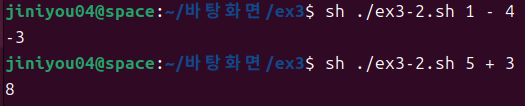 jiniyou04@space:~/바탕화면/ex3$ sh ./ex3-2.sh 1 - 4
-3
jiniyou04@space:~/바탕화면/ex3$ sh ./ex3-2.sh 5 + 3
8